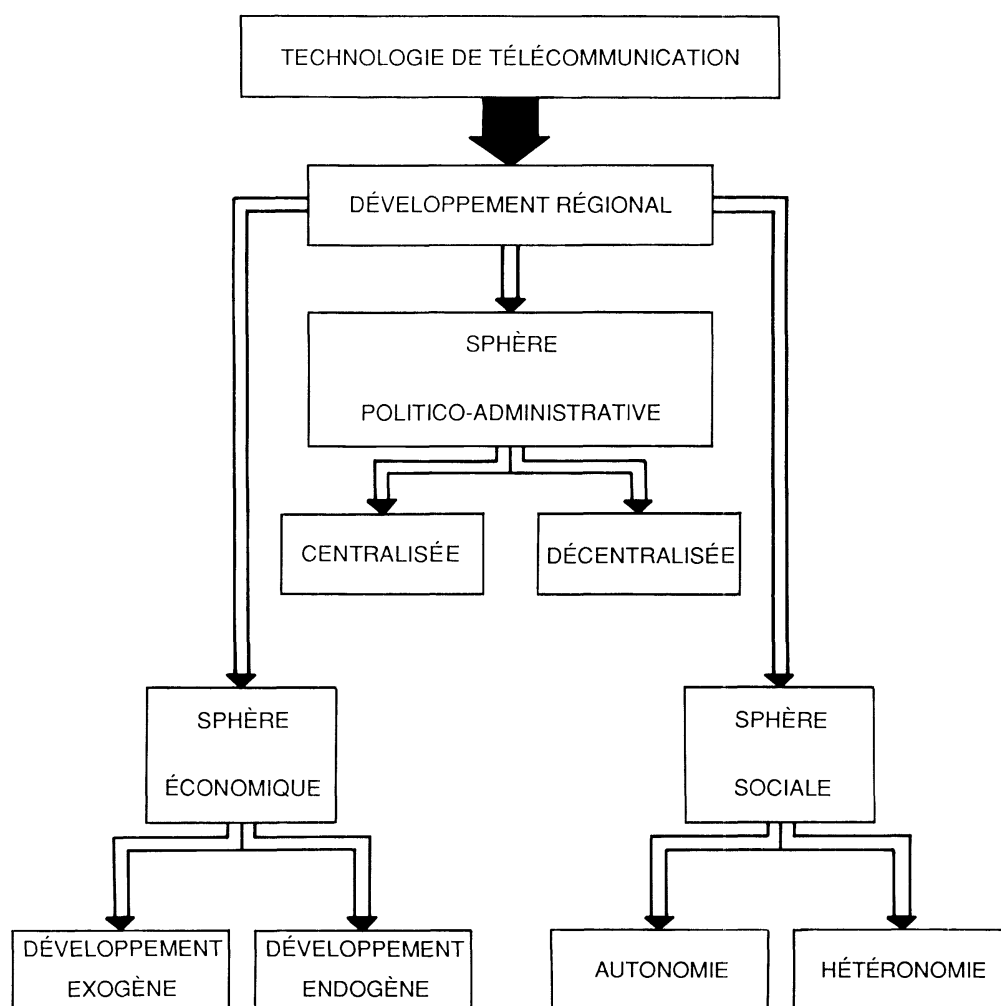 TECHNOLOGIE DE TÉLÉCOMMUNICATION
DÉVELOPPEMENT RÉGIONAL
SPHÈRE
POLITICO-ADMINISTRATIVE
CENTRALISÉE
DÉCENTRALISÉE
SPHÈRE
ÉCONOMIQUE
SPHÈRE
SOCIALE
DÉVELOPPEMENT
EXOGÈNE
DÉVELOPPEMENT
ENDOGÈNE
AUTONOMIE
HÉTÉRONOMIE